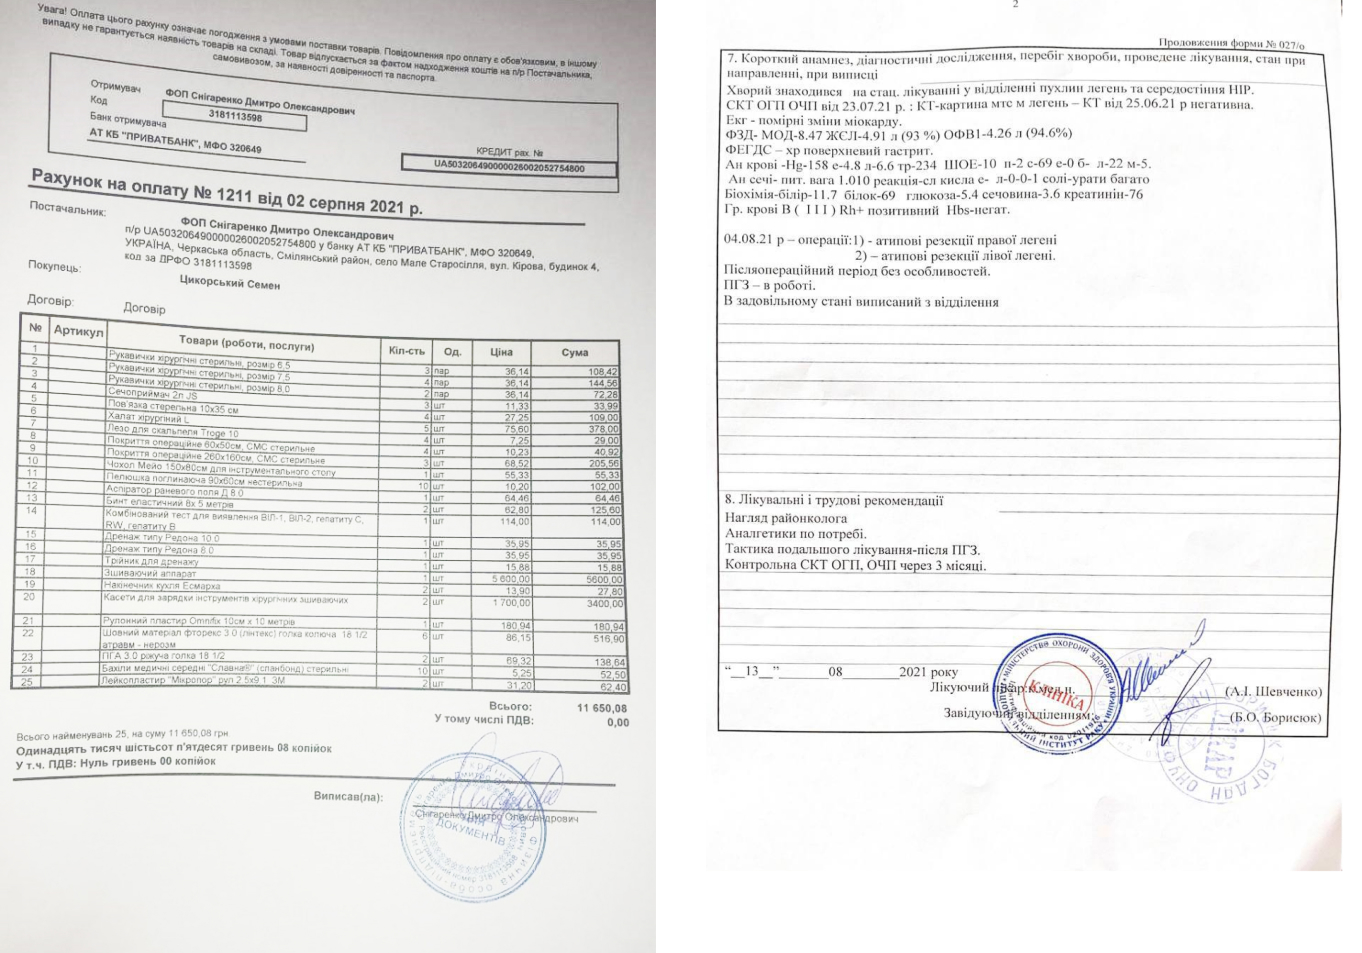 Увага! Оплата цього рахунку означає погодження з умовами поставки товарів. Повідомлення про оплату є обов'язковим, в іншому
випадку не гарантується наявність товарів на складі. Товар відпускається за фактом надходження коштів на п/р Постачальника,
самовивозом, за наявності довіреності та паспорта.
Отримувач ФОП Снігаренко Дмитро Олександрович
Код 3181113598
Банк отримувача
АТ КБ "ПРИВАТБАНК", МФО 320649
КРЕДИТ рах. №
UA503206490000026002052754800
Рахунок на оплату № 1211 від 02 серпня 2021 р.
Постачальник: ФОП Снігаренко Дмитро Олександрович
п/р UA503206490000026002052754800 у банку АТ КБ "ПРИВАТБАНК", МФО 320649,
УКРАЇНА, Черкаська область, Смілянський район, село Мале Старосілля, вул. Кірова, будинок 4,
код за ДРФО 3181113598
Покупець: Цикорський Семен
Договір: Договір
№ Артикул Товари (роботи, послуги) Кіл-сть Од. Ціна Сума
1 Рукавички хірургічні стерильні, розмір 6,5 3 пар 36,14 108,42
2 Рукавички хірургічні стерильні, розмір 7,5 4 пар 36,14 144,56
3 Рукавички хірургічні стерильні, розмір 8,0 2 пар 36,14 72,28
4 Сечоприймач 2л JS 3 шт 11,33 33,99
5 Пов'язка стерельна 10х35 см 4 шт 27,25 109,00
6 Халат хірургічний L 5 шт 75,60 378,00
7 Лезо для скальпеля Troge 10 4 шт 7,25 29,00
8 Покриття операційне 60х50см, СМС стерильне 4 шт 10,23 40,92
9 Покриття операційне 260х160см, СМС стерильне 3 шт 68,52 205,56
10 Чохол Мейо 150х80см для інструментального столу 1 шт 55,33 55,33
11 Пелюшка поглинаюча 90х60см нестерильна 10 шт 10,20 102,00
12 Аспіратор раневого поля Д 8.0 1 шт 64,46 64,46
13 Бинт еластичний 8х 5 метрів 2 шт 62,80 125,60
14 Комбінований тест для виявлення ВІЛ-1, ВІЛ-2, гепатиту С, 1 шт 114,00 114,00
RW, гепатиту В
15 Дренаж типу Редона 10.0 1 шт 35,95 35,95
16 Дренаж типу Редона 8.0 1 шт 35,95 35,95
17 Трійник для дренажу 1 шт 15,88 15,88
18 Зшиваючий аппарат 1 шт 5 600,00 5600,00
19 Накінечник кухля Есмарха 2 шт 13,90 27,80
20 Касети для зарядки інструментів хірургічних зшиваючих 2 шт 1 700,00 3400,00
21 Рулонний пластир Omnifix 10см х 10 метрів 1 шт 180,94 180,94
22 Шовний матеріал фторекс 3.0 (лінтекс) голка колюча 18 1/2 6 шт 86,15 516,90
атравм - нерозм
23 ПГА 3.0 ріжуча голка 18 1/2 2 шт 69,32 138,64
24 Бахіли медичні середні "Славна®" (спанбонд) стерильні 10 шт 5,25 52,50
25 Лейкопластир "Мікропор" рул 2.5х9.1 3М 2 шт 31,20 62,40
Всього: 11 650,08
У тому числі ПДВ: 0,00
Всього найменувань 25, на суму 11 650,08 грн
Одинадцять тисяч шістьсот п'ятдесят гривень 08 копійок
У т.ч. ПДВ: Нуль гривень 00 копійок
Виписав(ла):
Снігаренко Дмитро Олександрович
ДЛЯ
ДОКУМЕНТІВ
2
Продовження форми № 027/о
7. Короткий анамнез, діагностичні дослідження, перебіг хвороби, проведене лікування, стан при
направленні, при виписці
Хворий знаходився на стац. лікуванні у відділенні пухлин легень та середостіння НІР.
СКТ ОГП ОЧП від 23.07.21 р. : КТ-картина мтс м легень – КТ від 25.06.21 р негативна.
Екг - помірні зміни міокарду.
ФЗД- МОД-8.47 ЖЄЛ-4.91 л (93 %) ОФВ1-4.26 л (94.6%)
ФЕГДС – хр поверхневий гастрит.
Ан крові -Hg-158 е-4.8 л-6.6 тр-234 ШОЕ-10 п-2 с-69 е-0 б- л-22 м-5.
Ан сечі- пит. вага 1.010 реакція-сл кисла е- л-0-0-1 солі-урати багато
Біохімія-білір-11.7 білок-69 глюкоза-5.4 сечовина-3.6 креатинін-76
Гр. крові В ( I I I ) Rh+ позитивний Hbs-негат.
04.08.21 р – операції:1) - атипові резекції правої легені
2) – атипові резекції лівої легені.
Післяопераційний період без особливостей.
ПГЗ – в роботі.
В задовільному стані виписаний з відділення
8. Лікувальні і трудові рекомендації
Нагляд районколога
Аналгетики по потребі.
Тактика подальшого лікування-після ПГЗ.
Контрольна СКТ ОГП, ОЧП через 3 місяці.
“__13__” ________08_________2021 року
Лікуючий лікар:к.мед.н. (А.І. Шевченко)
Завідуючий відділенням: (Б.О. Борисюк)
КЛІНІКА
МІНІСТЕРСТВО ОХОРОНИ ЗДОРОВ'Я УКРАЇНИ
ІНСТИТУТ РАКУ
код 02011976
ЛІКАР
БОГДАН